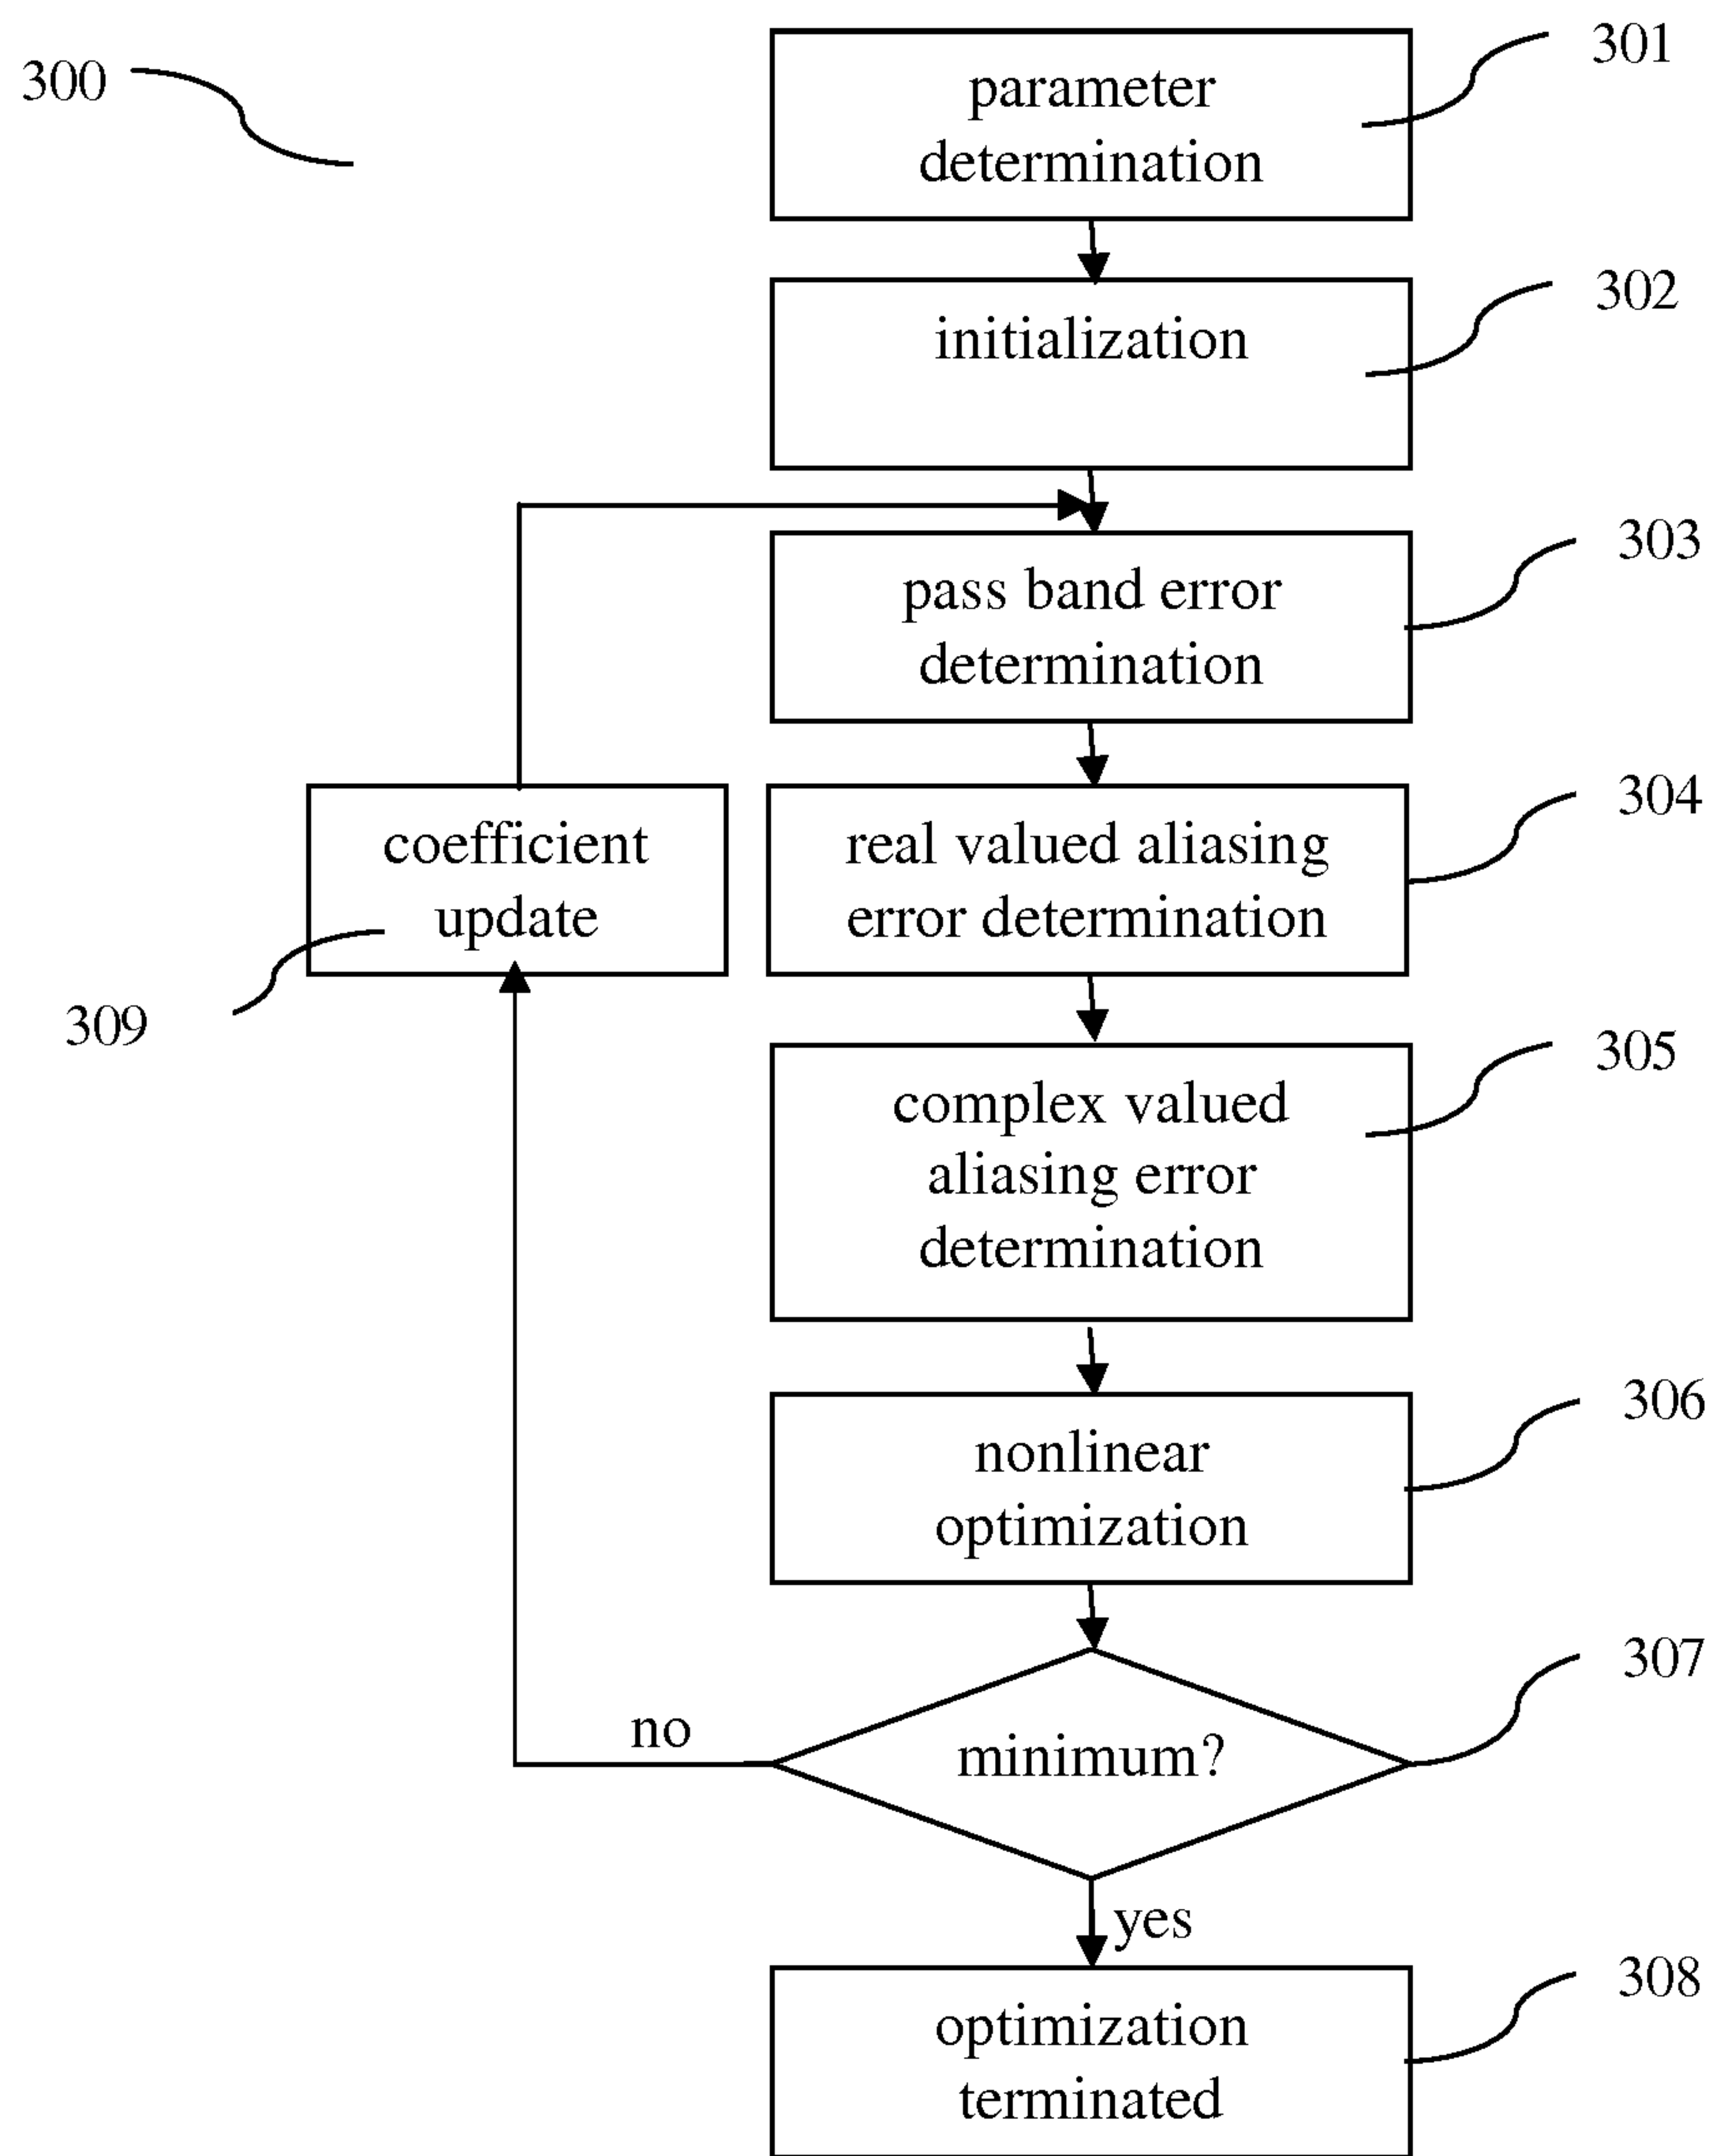 300
301
parameter
determination
302
initialization
303
pass band error
determination
304
coefficient
update
real valued aliasing
error determination
309
305
complex valued
aliasing error
determination
306
nonlinear
optimization
307
no
minimum?
yes
308
optimization
terminated